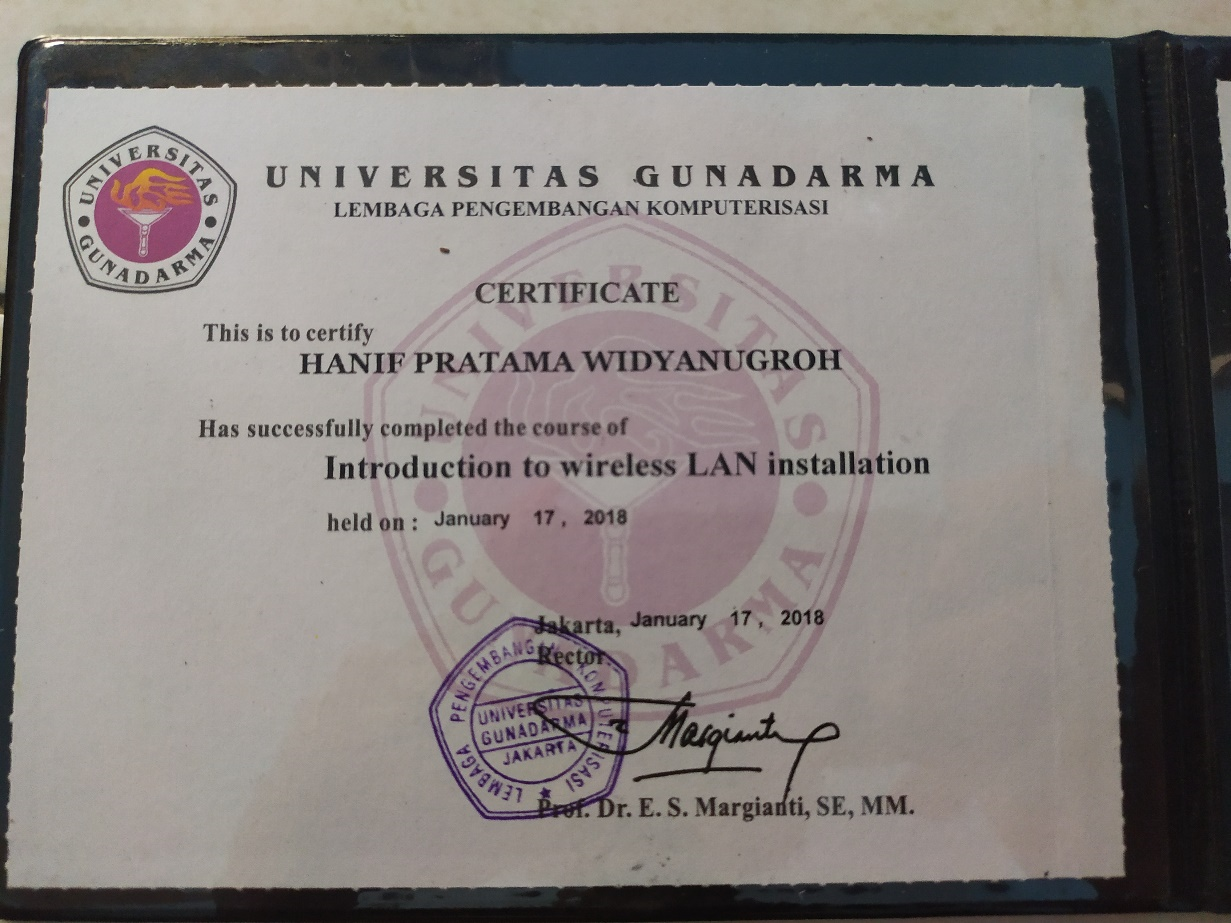 UNIVERSITAS GUNADARMA
UNIVERSITAS GUNADARMA
LEMBAGA PENGEMBANGAN KOMPUTERISASI
CERTIFICATE
This is to certify
HANIF PRATAMA WIDYANUGROH
Has successfully completed the course of
Introduction to wireless LAN installation
held on : January 17, 2018
UNIVERSITAS GUNADARMA
Jakarta, January 17, 2018
Rector
LEMBAGA PENGEMBANGAN KOMPUTERISASI
UNIVERSITAS
GUNADARMA
JAKARTA
Margianti
Prof. Dr. E. S. Margianti, SE, MM.